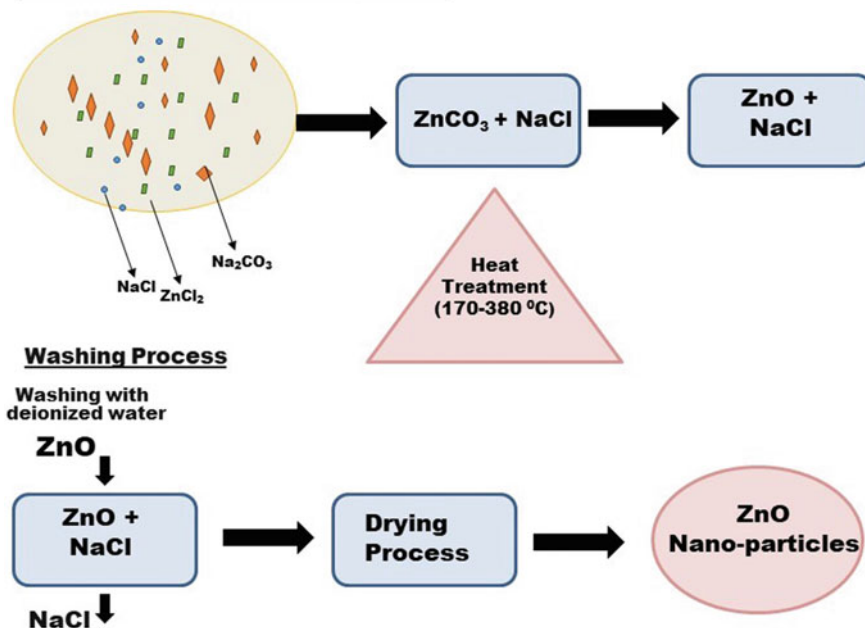 ZnCO₃ + NaCl
ZnO +
NaCl
Na₂CO₃
NaCl
ZnCl₂
Heat
Treatment
(170-380 ⁰C)
Washing Process
Washing with
deionized water
ZnO
ZnO +
NaCl
NaCl
Drying
Process
ZnO
Nano-particles